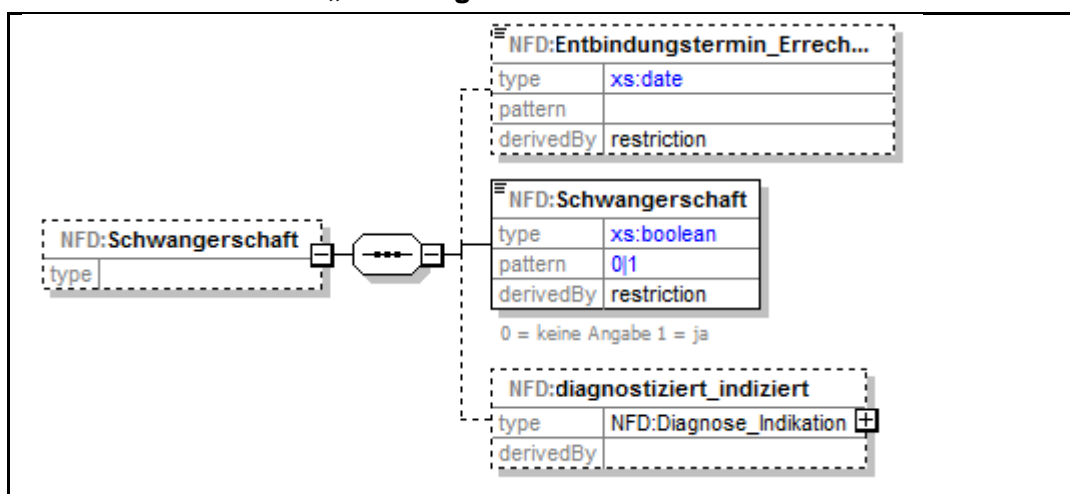 NFD:Entbindungstermin_Errech...
type xs:date
pattern
derivedBy restriction
NFD:Schwangerschaft
type
NFD:Schwangerschaft
type xs:boolean
pattern 0|1
derivedBy restriction
0 = keine Angabe 1 = ja
NFD:diagnostiziert_indiziert
type NFD:Diagnose_Indikation
derivedBy